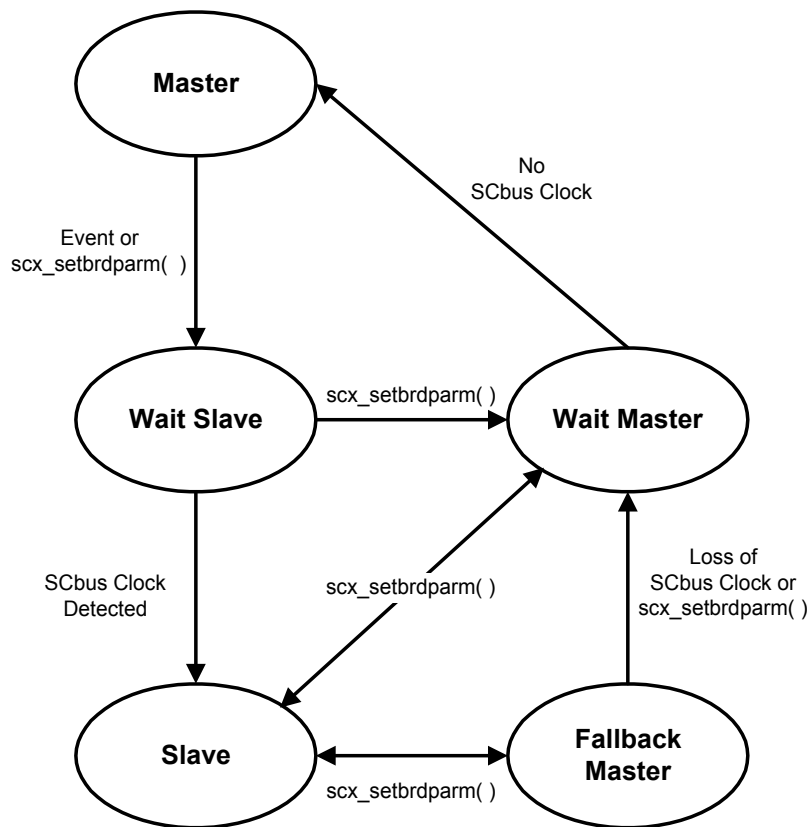 Master
No
SCbus Clock
Event or
scx_setbrdparm( )
Wait Slave
scx_setbrdparm( )
Wait Master
SCbus Clock
Detected
scx_setbrdparm( )
Loss of
SCbus Clock or
scx_setbrdparm( )
Slave
scx_setbrdparm( )
Fallback
Master